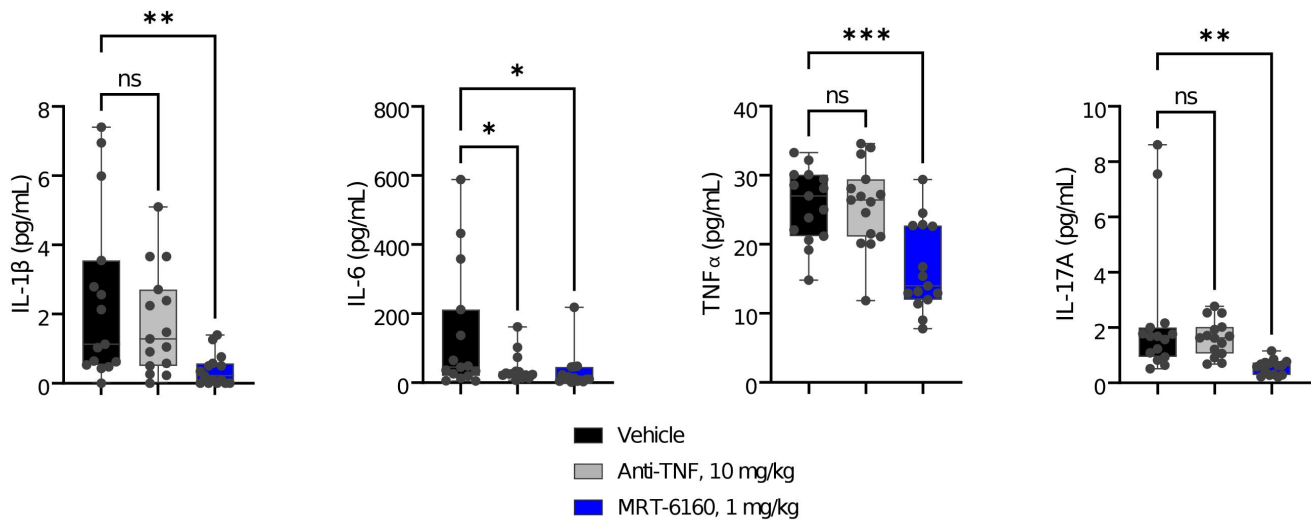 **
ns
8
6
4
2
0
IL-1β (pg/mL)
*
*
800
600
400
200
0
IL-6 (pg/mL)
***
ns
40
30
20
10
0
TNFα (pg/mL)
**
ns
10
8
6
4
2
0
IL-17A (pg/mL)
Vehicle
Anti-TNF, 10 mg/kg
MRT-6160, 1 mg/kg